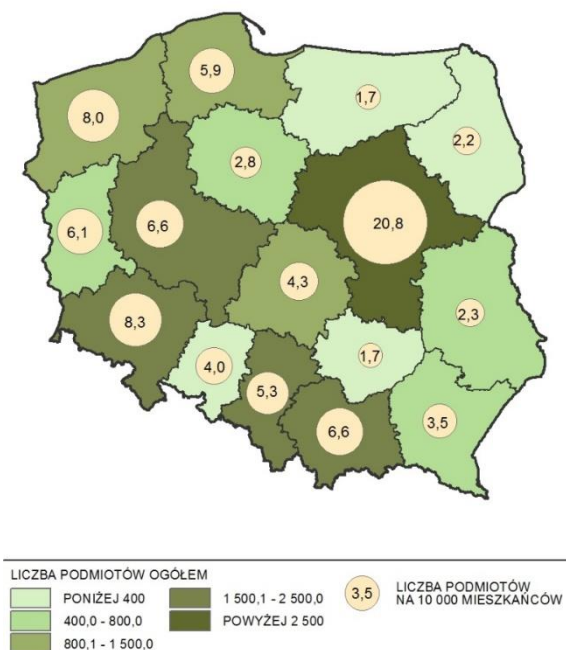 5,9
1,7
8,0
2,2
2,8
20,8
6,6
6,1
4,3
2,3
8,3
1,7
4,0
5,3
3,5
6,6
LICZBA PODMIOTÓW OGÓŁEM
PONIŻEJ 400
400,0 - 800,0
800,1 - 1 500,0
1 500,1 - 2 500,0
POWYŻEJ 2 500
3,5
LICZBA PODMIOTÓW
NA 10 000 MIESZKAŃCÓW